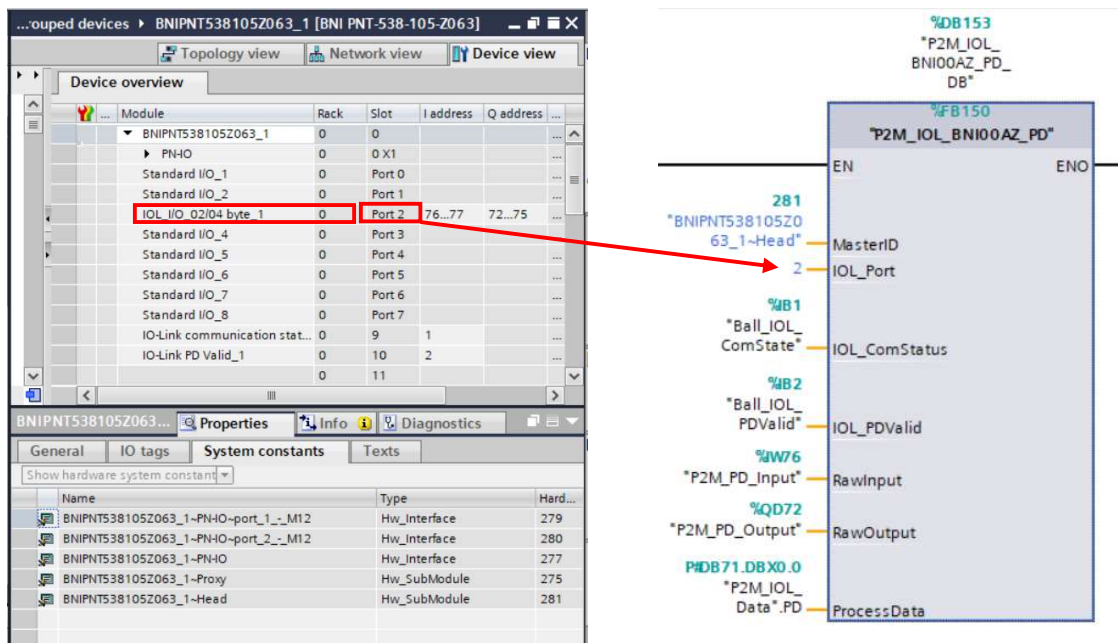 ...ouped devices ▸ BNIPNT538105Z063_1 [BNI PNT-538-105-Z063]
Topology view Network view Device view
Device overview
... Module Rack Slot I address Q address ...
BNIPNT538105Z063_1 0 0 ...
PN-IO 0 0 X1 ...
Standard I/O_1 0 Port 0 ...
Standard I/O_2 0 Port 1 ...
IOL_I/O_02/04 byte_1 0 Port 2 76...77 72...75 ...
Standard I/O_4 0 Port 3 ...
Standard I/O_5 0 Port 4 ...
Standard I/O_6 0 Port 5 ...
Standard I/O_7 0 Port 6 ...
Standard I/O_8 0 Port 7 ...
IO-Link communication stat... 0 9 1 ...
IO-Link PD Valid_1 0 10 2 ...
0 11 ...
BNIPNT538105Z063... Properties Info Diagnostics
General IO tags System constants Texts
Show hardware system constant
Name Type Hard...
BNIPNT538105Z063_1~PN-IO~port_1_-_M12 Hw_Interface 279
BNIPNT538105Z063_1~PN-IO~port_2_-_M12 Hw_Interface 280
BNIPNT538105Z063_1~PN-IO Hw_Interface 277
BNIPNT538105Z063_1~Proxy Hw_SubModule 275
BNIPNT538105Z063_1~Head Hw_SubModule 281
%DB153
"P2M_IOL_
BNI00AZ_PD_
DB"
%FB150
"P2M_IOL_BNI00AZ_PD"
EN ENO
281
"BNIPNT538105Z0
63_1~Head" MasterID
2 IOL_Port
%IB1
"Ball_IOL_
ComState" IOL_ComStatus
%IB2
"Ball_IOL_
PDValid" IOL_PDValid
%IW76
"P2M_PD_Input" RawInput
%QD72
"P2M_PD_Output" RawOutput
P#DB71.DBX0.0
"P2M_IOL_
Data".PD ProcessData